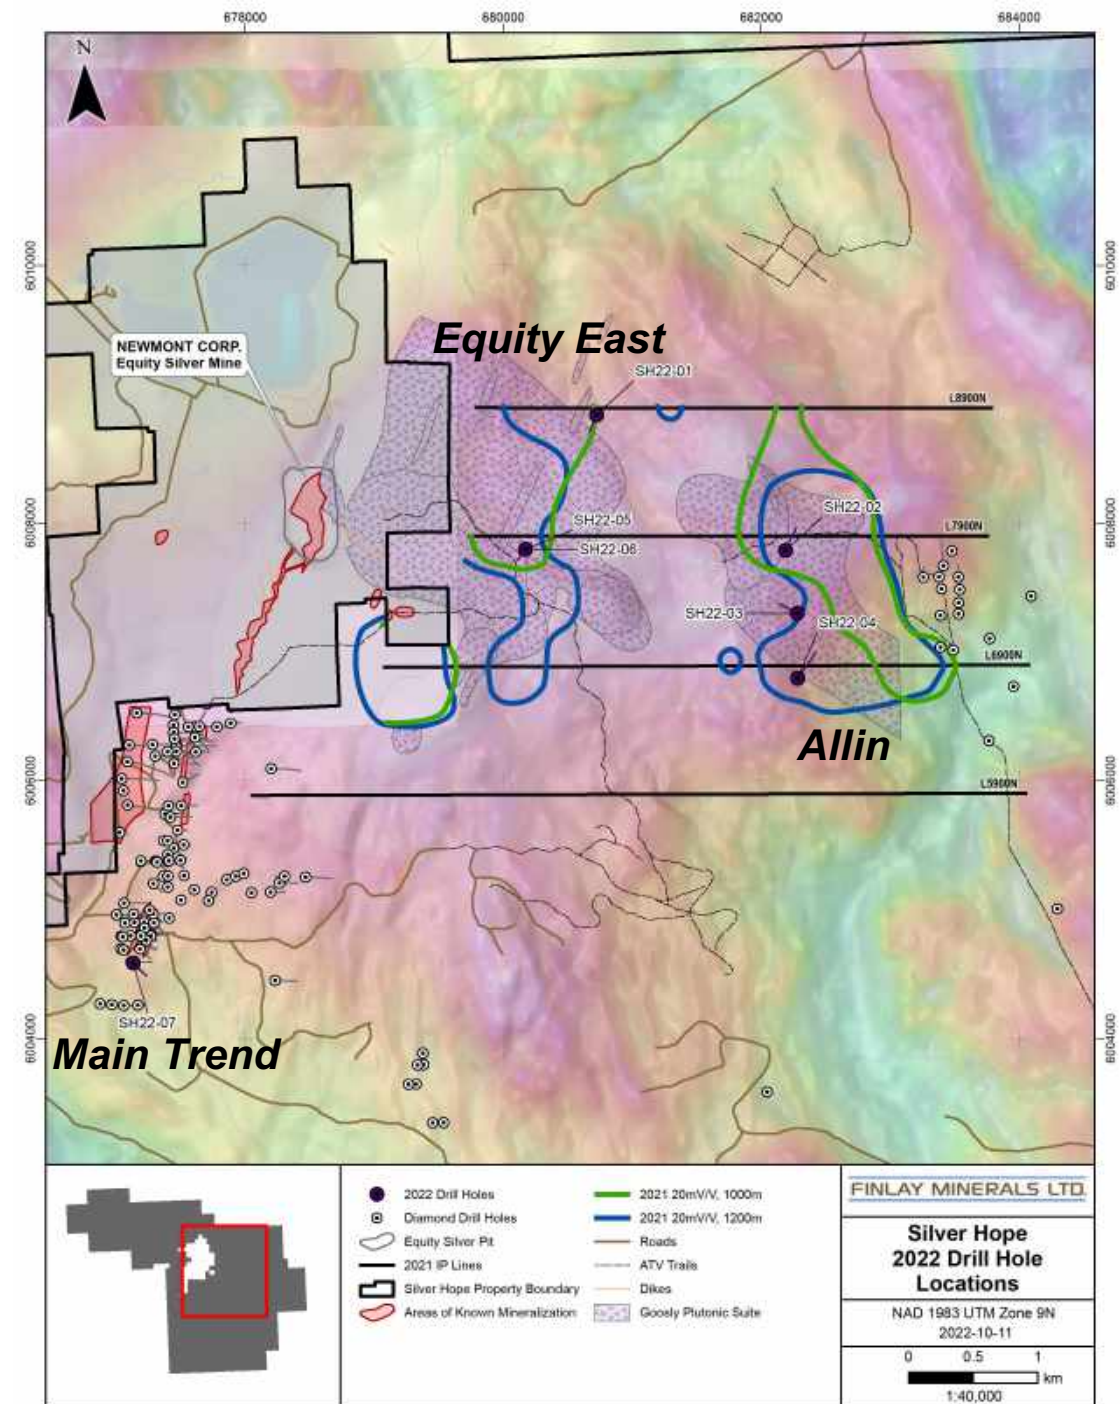 678000
680000
682000
684000
N
6010000
6010000
NEWMONT CORP.
Equity Silver Mine
Equity East
SH22-01
L8900N
6008000
6008000
SH22-05
SH22-02
SH22-06
L7900N
SH22-03
SH22-04
L6900N
Allin
6006000
6006000
L5900N
SH22-07
Main Trend
6004000
6004000
2022 Drill Holes
Diamond Drill Holes
Equity Silver Pit
2021 IP Lines
Silver Hope Property Boundary
Areas of Known Mineralization
2021 20mV/V, 1000m
2021 20mV/V, 1200m
Roads
ATV Trails
Dikes
Goosly Plutonic Suite
FINLAY MINERALS LTD.
Silver Hope
2022 Drill Hole
Locations
NAD 1983 UTM Zone 9N
2022-10-11
0 0.5 1
km
1:40,000